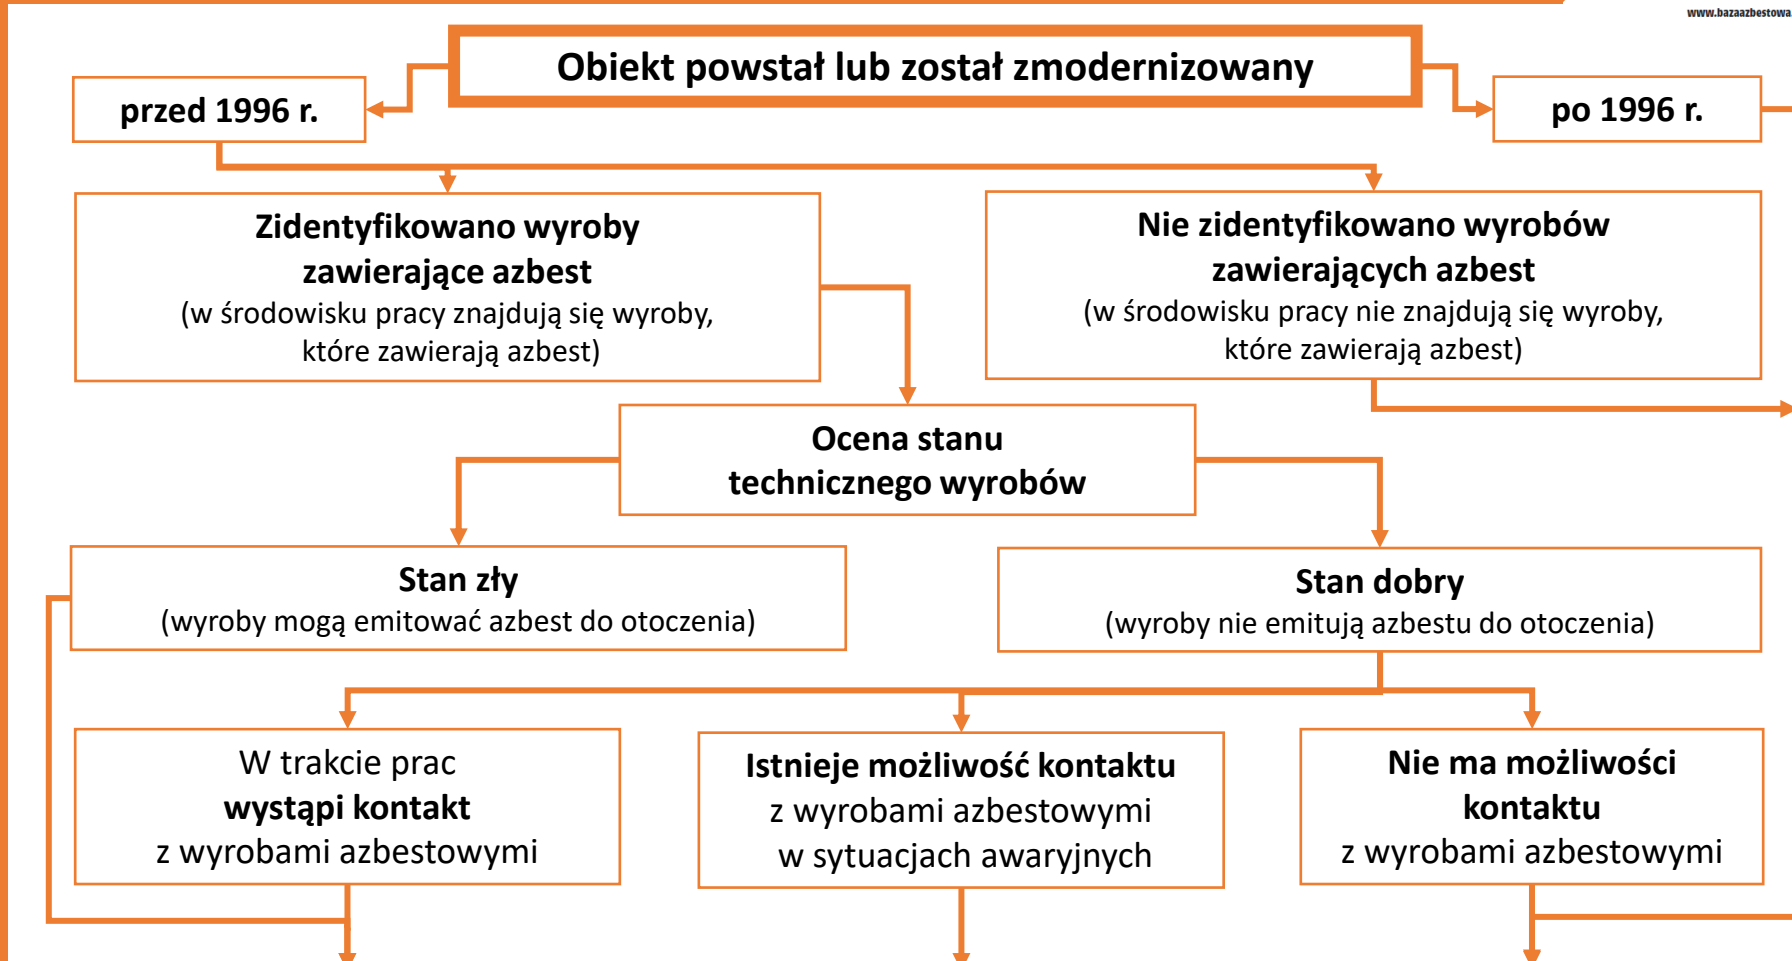 www.bazaazbestowa.
Obiekt powstał lub został zmodernizowany
przed 1996 r.
po 1996 r.
Zidentyfikowano wyroby
zawierające azbest
(w środowisku pracy znajdują się wyroby,
które zawierają azbest)
Nie zidentyfikowano wyrobów
zawierających azbest
(w środowisku pracy nie znajdują się wyroby,
które zawierają azbest)
Ocena stanu
technicznego wyrobów
Stan zły
(wyroby mogą emitować azbest do otoczenia)
Stan dobry
(wyroby nie emitują azbestu do otoczenia)
W trakcie prac
wystąpi kontakt
z wyrobami azbestowymi
Istnieje możliwość kontaktu
z wyrobami azbestowymi
w sytuacjach awaryjnych
Nie ma możliwości
kontaktu
z wyrobami azbestowymi